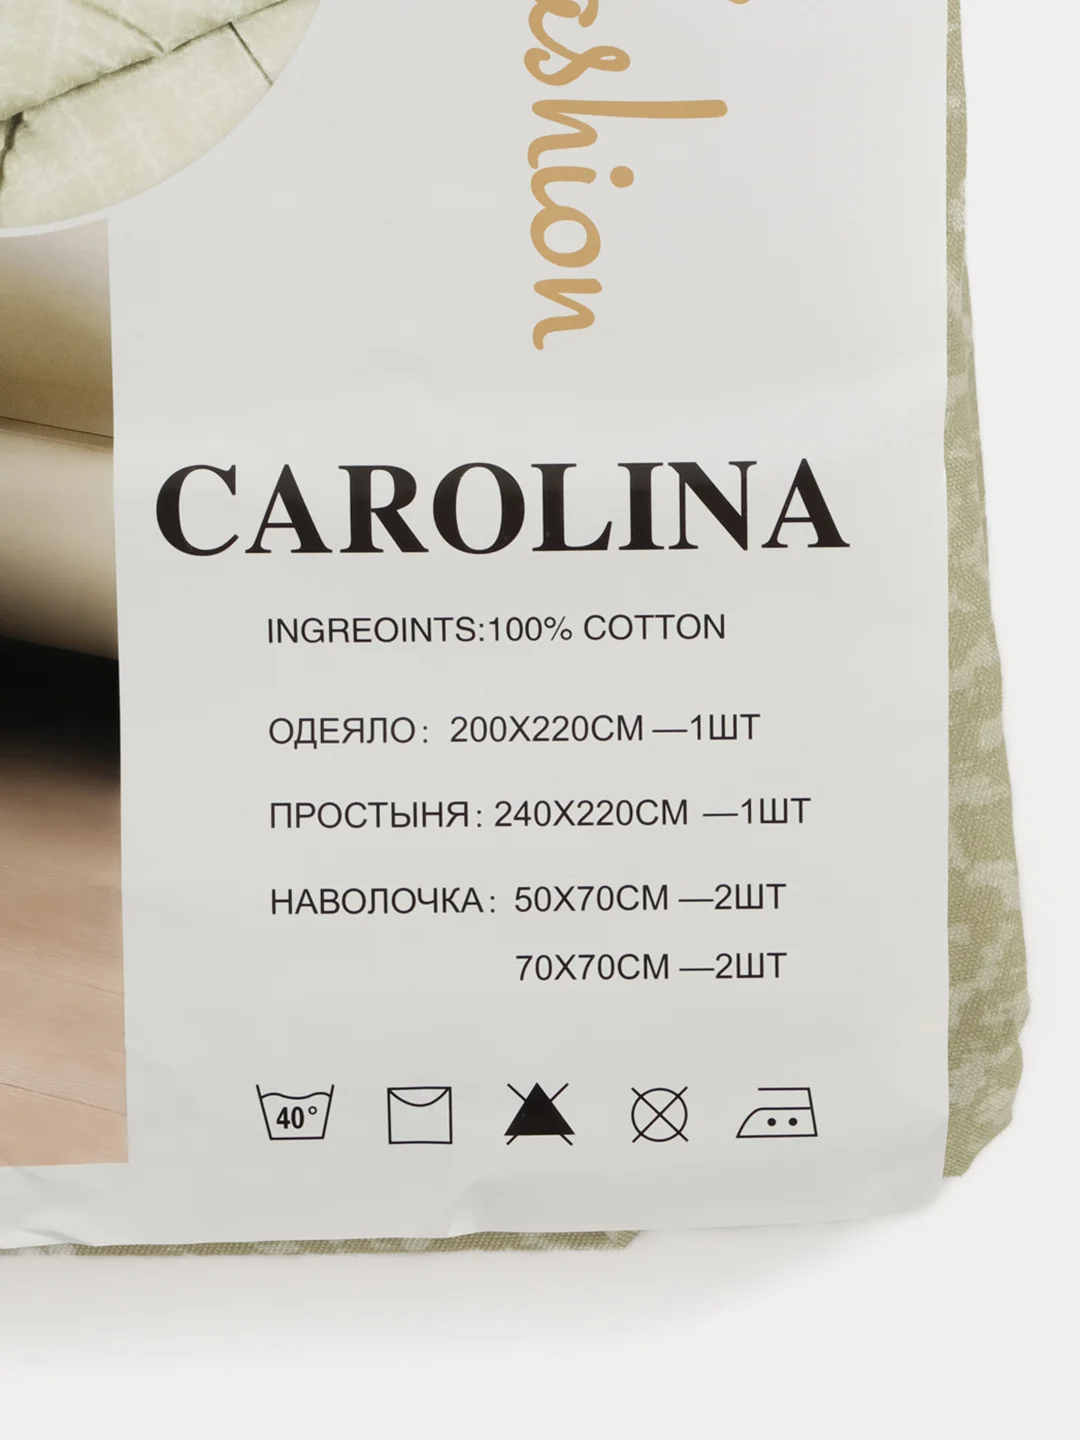 CAROLINA
INGREOINTS:100% COTTON
ОДЕЯЛО: 200X220CM —1ШТ
ПРОСТЫНЯ: 240X220CM —1ШТ
НАВОЛОЧКА: 50X70CM —2ШТ
70X70CM —2ШТ
40°